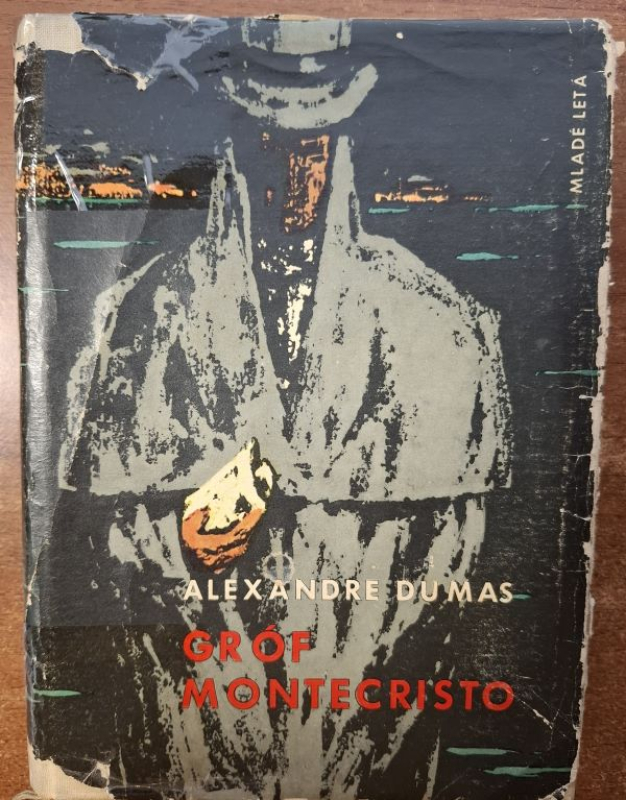 MLADÉ LETÁ
ALEXANDRE DUMAS
GRÓF
MONTECRISTO